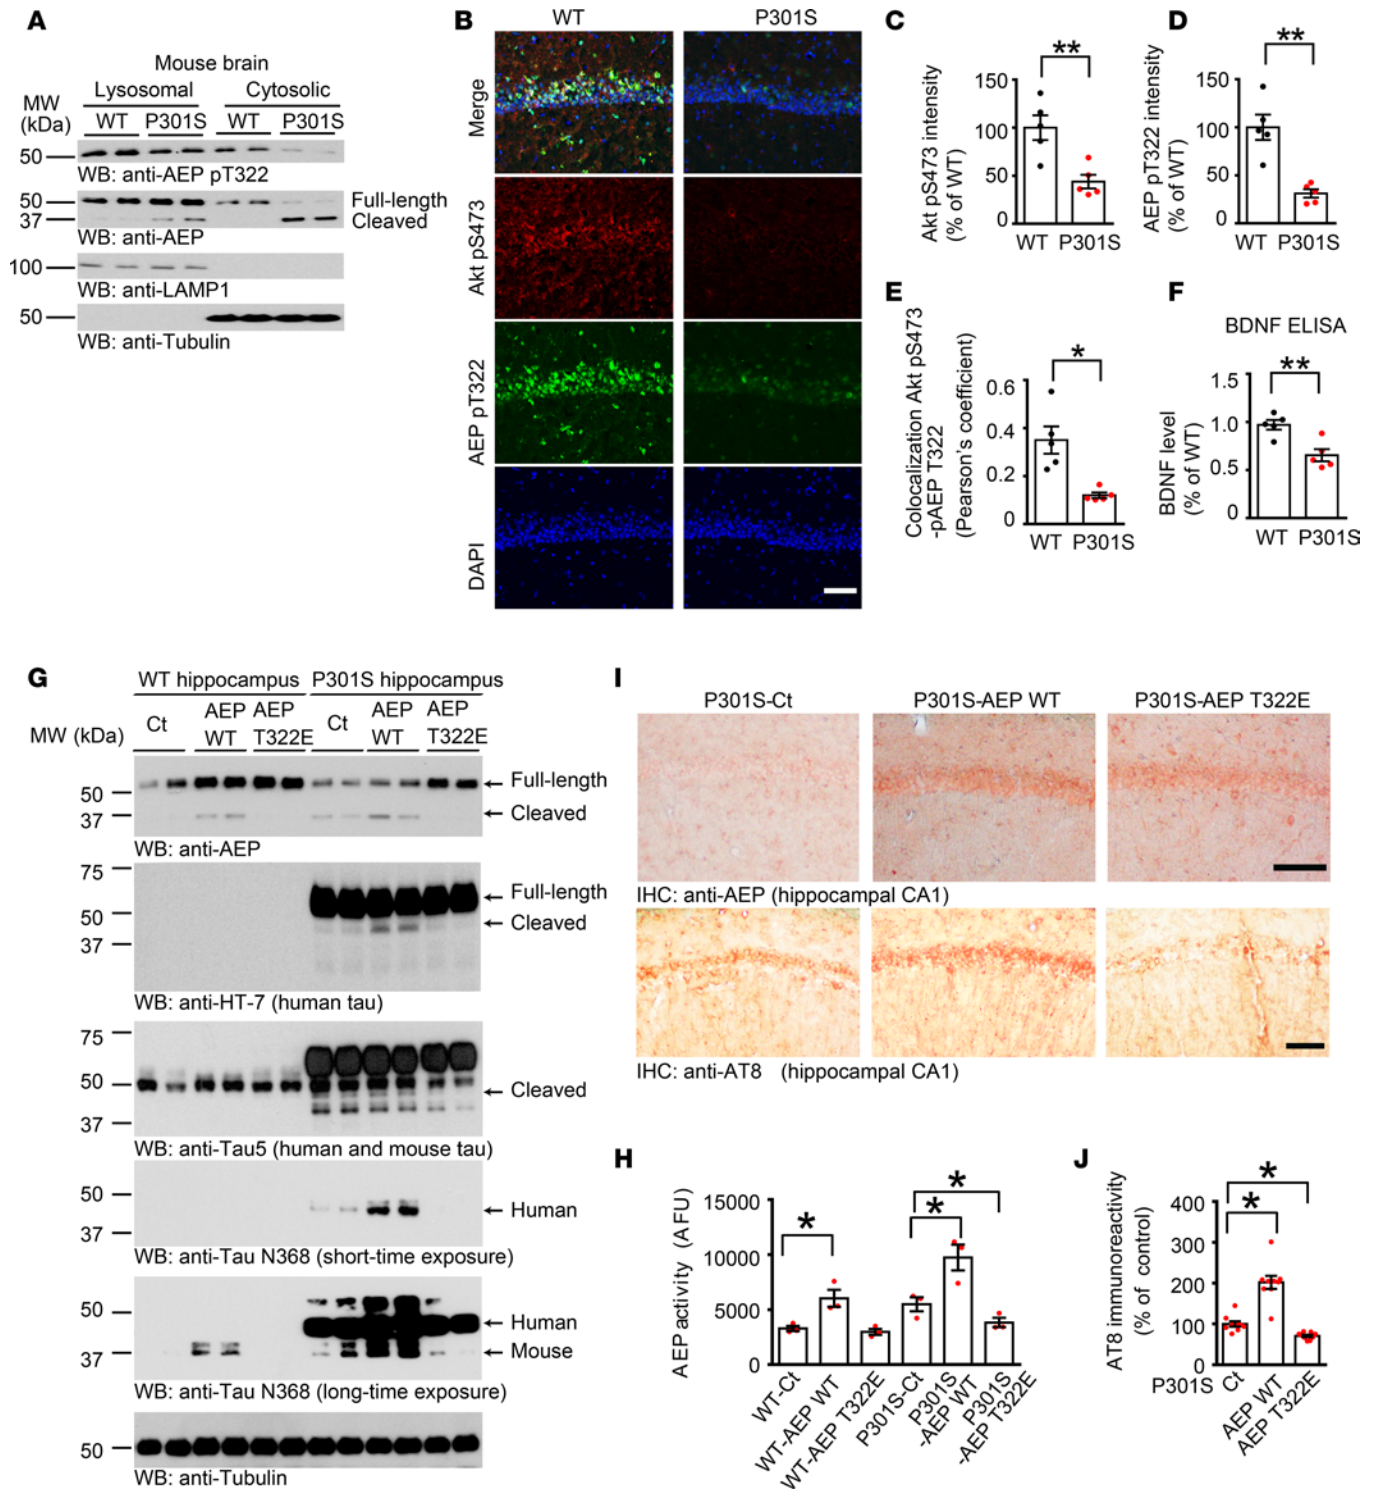 A
Mouse brain
Lysosomal Cytosolic
MW
(kDa)
WT P301S WT P301S
50
WB: anti-AEP pT322
50
Full-length
37
Cleaved
WB: anti-AEP
100
WB: anti-LAMP1
50
WB: anti-Tubulin
B
WT P301S
Merge
Akt pS473
AEP pT322
DAPI
C
**
Akt pS473 intensity
(% of WT)
150
100
50
0
WT P301S
D
**
AEP pT322 intensity
(% of WT)
150
100
50
0
WT P301S
E
*
Colocalization Akt pS473
-pAEP T322
(Pearson's coefficient)
0.6
0.4
0.2
0
WT P301S
F
BDNF ELISA
**
BDNF level
(% of WT)
1.5
1.0
0.5
0
WT P301S
G
WT hippocampus P301S hippocampus
MW (kDa)
Ct AEP WT AEP T322E Ct AEP WT AEP T322E
Full-length
50
37
Cleaved
WB: anti-AEP
75
Full-length
50
Cleaved
37
WB: anti-HT-7 (human tau)
75
50
Cleaved
37
WB: anti-Tau5 (human and mouse tau)
50
Human
37
WB: anti-Tau N368 (short-time exposure)
50
Human
37
Mouse
WB: anti-Tau N368 (long-time exposure)
50
WB: anti-Tubulin
I
P301S-Ct P301S-AEP WT P301S-AEP T322E
IHC: anti-AEP (hippocampal CA1)
IHC: anti-AT8 (hippocampal CA1)
H
* * *
AEP activity (AFU)
15000
10000
5000
0
WT-Ct
WT-AEP WT
WT-AEP T322E
P301S-Ct
P301S
-AEP WT
P301S
-AEP T322E
J
* *
AT8 immunoreactivity
(% of control)
400
300
200
100
0
P301S
Ct
AEP WT
AEP T322E